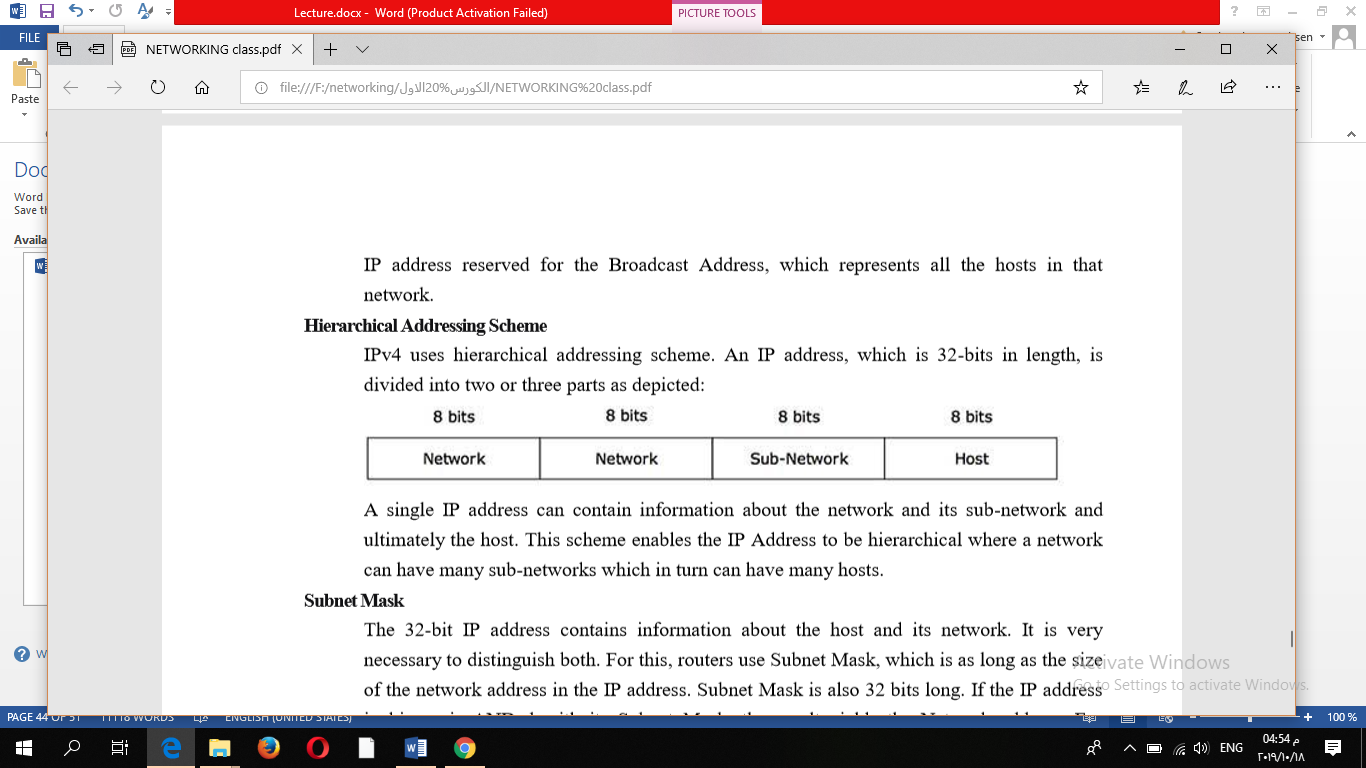 Lecture.docx - Word (Product Activation Failed)
PICTURE TOOLS
FILE
NETWORKING class.pdf
sen
Paste
file:///F:/networking/الكورس%20الاول/NETWORKING%20class.pdf
Doc
Word
Save th
Availa
IP address reserved for the Broadcast Address, which represents all the hosts in that
network.
Hierarchical Addressing Scheme
IPv4 uses hierarchical addressing scheme. An IP address, which is 32-bits in length, is
divided into two or three parts as depicted:
8 bits 8 bits 8 bits 8 bits
Network Network Sub-Network Host
A single IP address can contain information about the network and its sub-network and
ultimately the host. This scheme enables the IP Address to be hierarchical where a network
can have many sub-networks which in turn can have many hosts.
Subnet Mask
The 32-bit IP address contains information about the host and its network. It is very
necessary to distinguish both. For this, routers use Subnet Mask, which is as long as the size
of the network address in the IP address. Subnet Mask is also 32 bits long. If the IP address
Activate Windows
Go to Settings to activate Windows.
PAGE 44 OF 51 11118 WORDS ENGLISH (UNITED STATES) 100 %
ENG
04:54 م
٢٠١٩/١٠/١٨